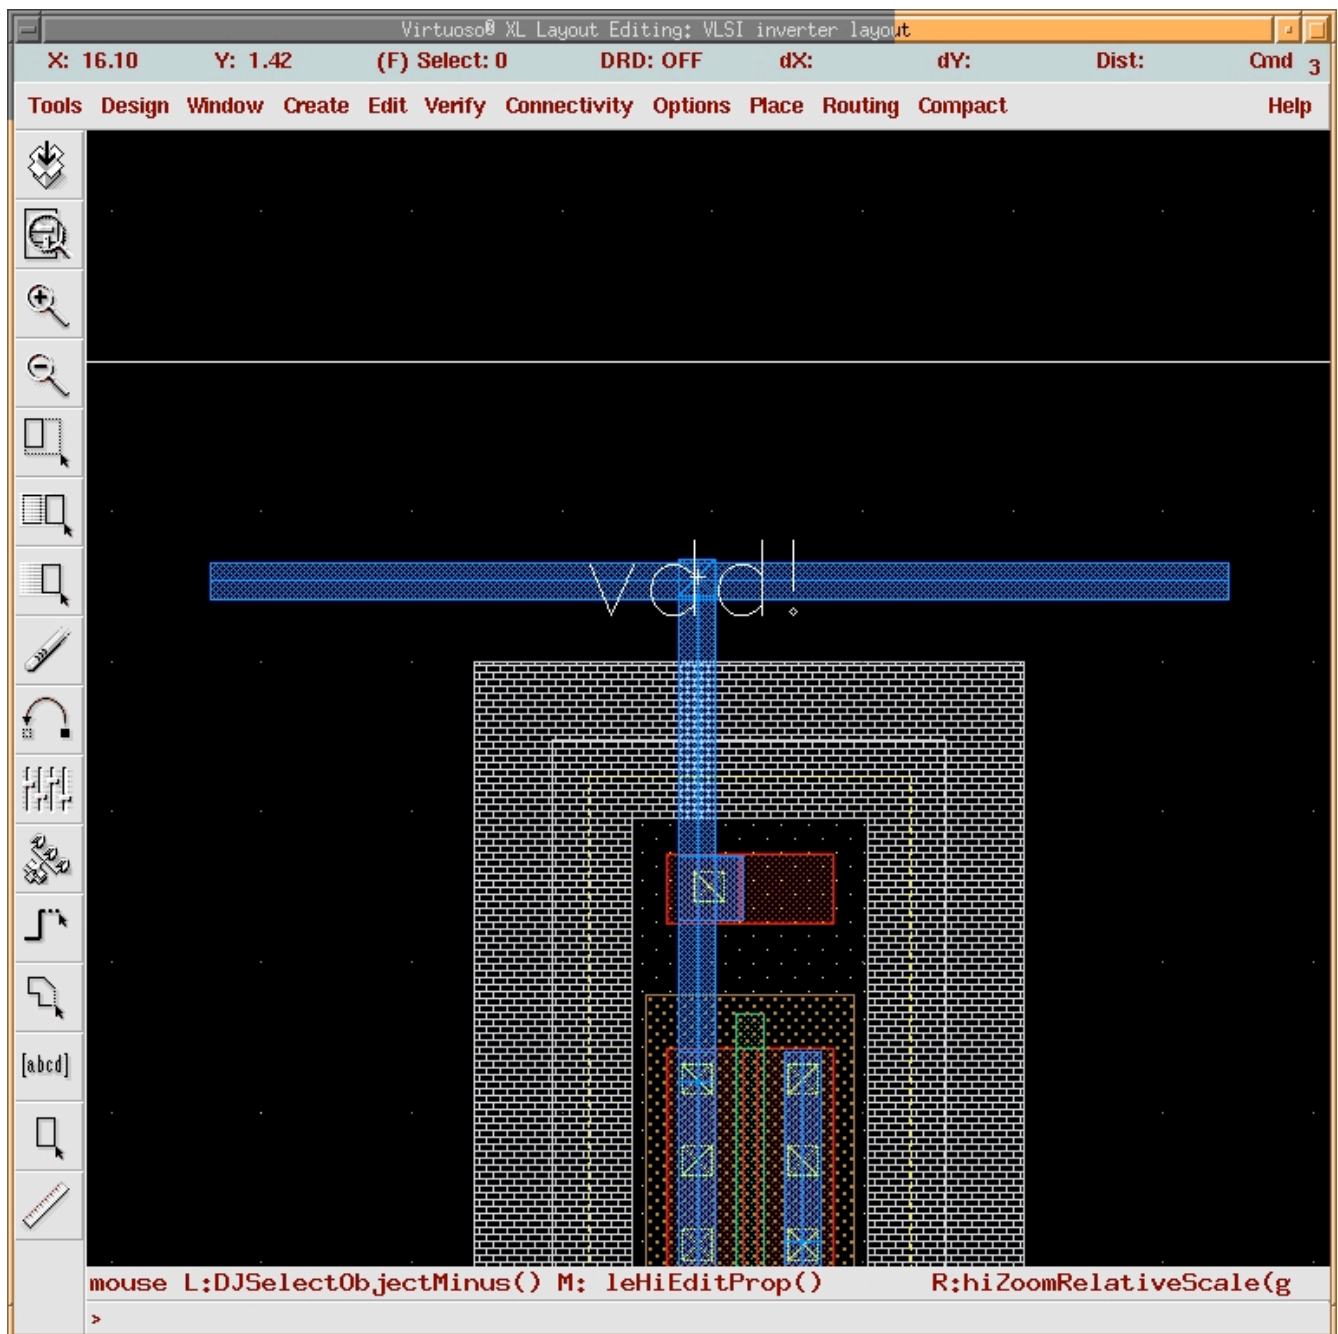 Virtuoso® XL Layout Editing: VLSI inverter layout
X: 16.10 Y: 1.42 (F) Select: 0 DRD: OFF dX: dY: Dist: Cmd 3
Tools Design Window Create Edit Verify Connectivity Options Place Routing Compact Help
vdd!
[abcd]
mouse L:DJSelectObjectMinus() M: leHiEditProp() R:hiZoomRelativeScale(g
>